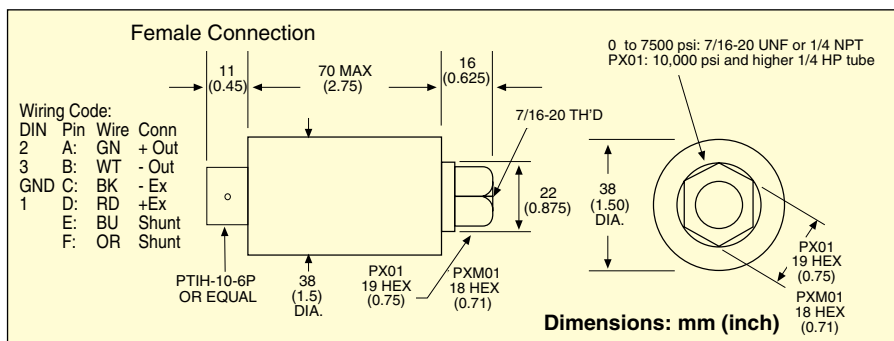 Female Connection
11
(0.45)
70 MAX
(2.75)
16
(0.625)
0 to 7500 psi: 7/16-20 UNF or 1/4 NPT
PX01: 10,000 psi and higher 1/4 HP tube
7/16-20 TH'D
Wiring Code:
DIN Pin Wire Conn
2 A: GN + Out
3 B: WT - Out
GND C: BK - Ex
1 D: RD +Ex
E: BU Shunt
F: OR Shunt
22
(0.875)
38
(1.50)
DIA.
PTIH-10-6P
OR EQUAL
38
(1.5)
DIA.
PX01
19 HEX
(0.75)
PXM01
18 HEX
(0.71)
PX01
19 HEX
(0.75)
PXM01
18 HEX
(0.71)
Dimensions: mm (inch)